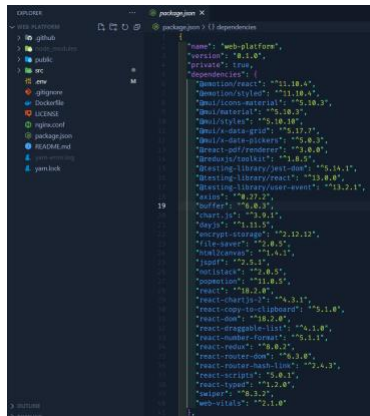 EXPLORER
package.json ×
WEB-PLATFORM
package.json > {} dependencies
.github
node_modules
public
src
.env M
.gitignore
Dockerfile
LICENSE
nginx.conf
package.json
README.md
yarn-error.log
yarn.lock
OUTLINE
{
"name": "web-platform",
"version": "0.1.0",
"private": true,
"dependencies": {
"@emotion/react": "^11.10.4",
"@emotion/styled": "^11.10.4",
"@mui/icons-material": "^5.10.3",
"@mui/material": "^5.10.3",
"@mui/styles": "^5.10.10",
"@mui/x-data-grid": "^5.17.7",
"@mui/x-date-pickers": "^5.0.3",
"@react-pdf/renderer": "^3.0.0",
"@reduxjs/toolkit": "^1.8.5",
"@testing-library/jest-dom": "^5.14.1",
"@testing-library/react": "^13.0.0",
"@testing-library/user-event": "^13.2.1",
"axios": "^0.27.2",
19 "buffer": "^6.0.3",
"chart.js": "^3.9.1",
"dayjs": "^1.11.5",
"encrypt-storage": "^2.12.12",
"file-saver": "^2.0.5",
"html2canvas": "^1.4.1",
"jspdf": "^2.5.1",
"notistack": "^2.0.5",
"popmotion": "^11.0.5",
"react": "^18.2.0",
"react-chartjs-2": "^4.3.1",
"react-copy-to-clipboard": "^5.1.0",
"react-dom": "^18.2.0",
"react-draggable-list": "^4.1.0",
"react-number-format": "^5.1.1",
"react-redux": "^8.0.2",
"react-router-dom": "^6.3.0",
"react-router-hash-link": "^2.4.3",
"react-scripts": "5.0.1",
"react-typed": "^1.2.0",
"swiper": "^8.3.2",
"web-vitals": "^2.1.0"
},